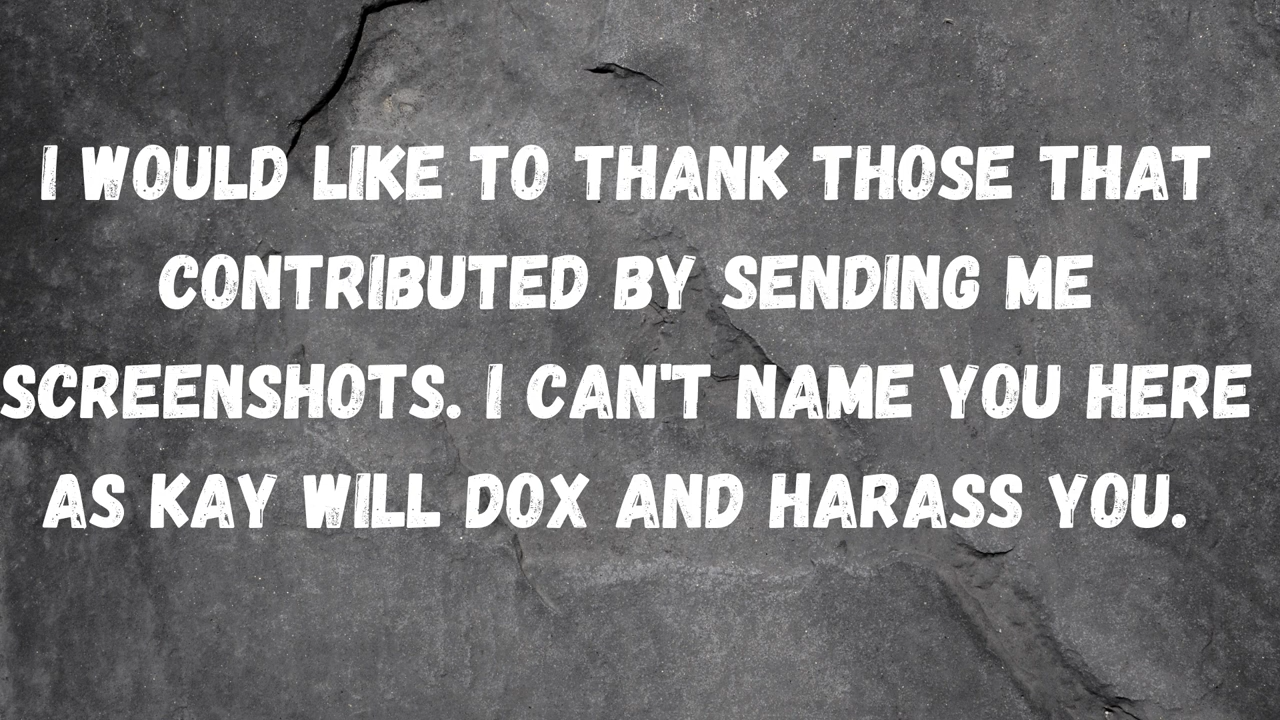 I WOULD LIKE TO THANK THOSE THAT
CONTRIBUTED BY SENDING ME
SCREENSHOTS. I CAN'T NAME YOU HERE
AS KAY WILL DOX AND HARASS YOU.